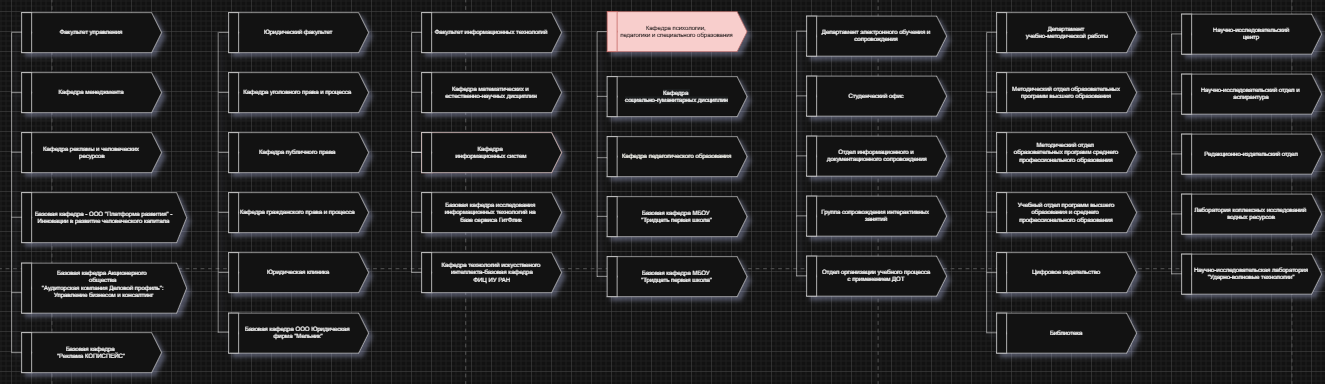 Факультет управления
Кафедра менеджмента
Кафедра рекламы и человеческих
ресурсов
Базовая кафедра - ООО "Платформа развития" -
Инновации в развитие человеческого капитала
Базовая кафедра Акционерного
общества
"Аудиторская компания Деловой профиль":
Управление бизнесом и консалтинг
Базовая кафедра
"Реклама КОПИСПЕЙС"
Юридический факультет
Кафедра уголовного права и процесса
Кафедра публичного права
Кафедра гражданского права и процесса
Юридическая клиника
Базовая кафедра ООО Юридическая
фирма "Мельник"
Факультет информационных технологий
Кафедра математических и
естественно-научных дисциплин
Кафедра
информационных систем
Базовая кафедра исследования
информационных технологий на
Базе сервиса ГитФлик
Кафедра технологий искусственого
интеллекта-базовая кафедра
ФИЦ ИУ РАН
Кафедра психологии,
педагогики и специального образования
Кафедра
социально-гуманитарных дисциплин
Кафедра педагогического образования
Базовая кафедра МБОУ
"Тридцать первая школа"
Базовая кафедра МБОУ
"Тридцать первая школа"
Департамент электронного обучения и
сопровождения
Студенческий офис
Отдел информационного и
документационного сопровождения
Группа сопровождения интерактивных
занятий
Отдел организации учебного процесса
с применением ДОТ
Департамент
учебно-методической работы
Методический отдел образовательных
программ высшего образования
Методический отдел
образовательных программ среднего
профессионального образования
Учебный отдел программ высшего
образования и среднего
профессионального образования
Цифровое издательство
Библиотека
Научно-исследовательский
центр
Научно-исследовательский отдел и
аспирантура
Редакционно-издательский отдел
Лаборатория коплексных исследований
водных ресурсов
Научно-исследовательская лаборатория
"Ударно-волновые технологии"